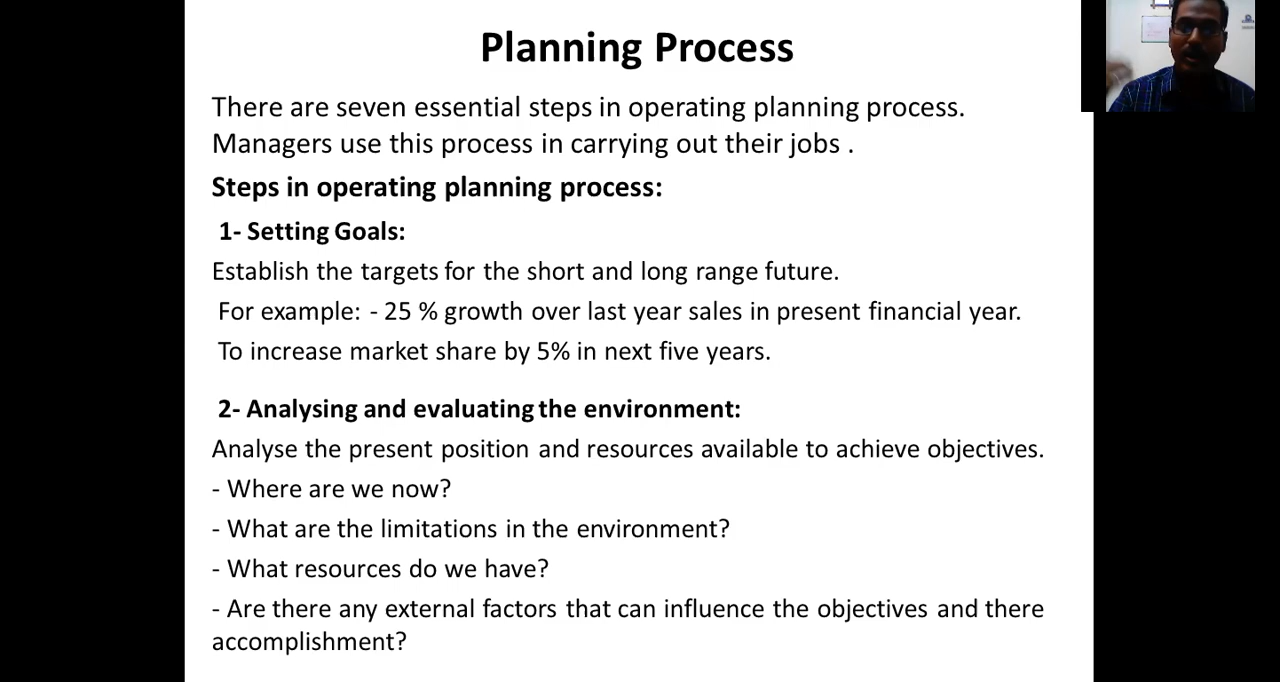 Planning Process
There are seven essential steps in operating planning process.
Managers use this process in carrying out their jobs .
Steps in operating planning process:
1- Setting Goals:
Establish the targets for the short and long range future.
For example: - 25 % growth over last year sales in present financial year.
To increase market share by 5% in next five years.
2- Analysing and evaluating the environment:
Analyse the present position and resources available to achieve objectives.
- Where are we now?
- What are the limitations in the environment?
- What resources do we have?
- Are there any external factors that can influence the objectives and there
accomplishment?